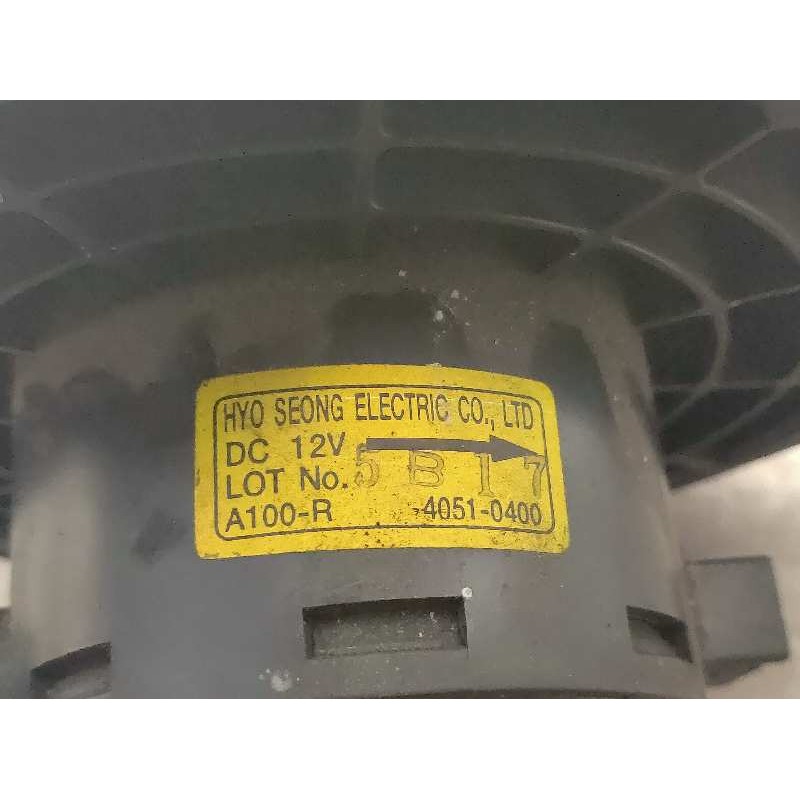 HYO SEONG ELECTRIC CO., LTD
DC 12V
LOT No. 5 B 1 7
A100-R 4051-0400